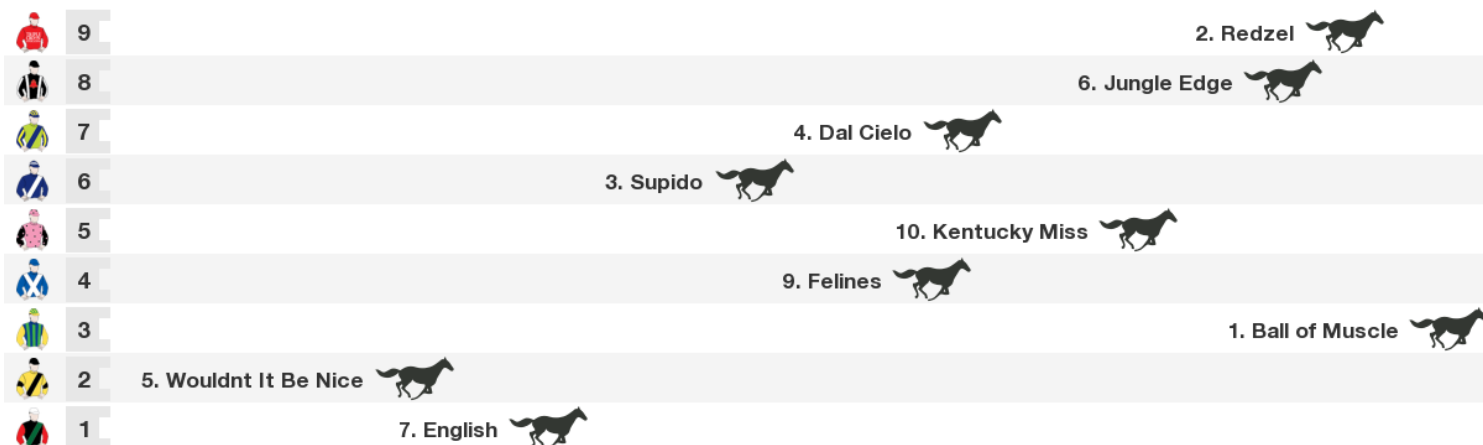 9 2. Redzel
8 6. Jungle Edge
7 4. Dal Cielo
6 3. Supido
5 10. Kentucky Miss
4 9. Felines
3 1. Ball of Muscle
2 5. Wouldnt It Be Nice
1 7. English